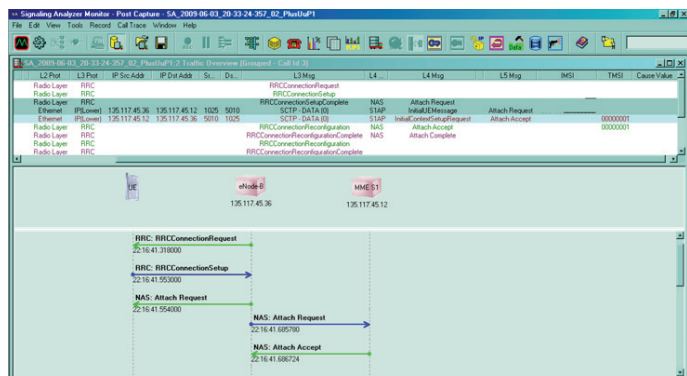 Signaling Analyzer Monitor - Post Capture - SA_2009-06-03_20-33-24-357_02_PlusUuP1
File Edit View Tools Record Call Trace Window Help
SA_2009-06-03_20-33-24-357_02_PlusUuP1:2 Traffic Overview (Grouped - Call Id:3)
L2 Prot L3 Prot IP Src Addr IP Dst Addr Sr... Ds... L3 Msg L4 ... L4 Msg L5 Msg IMSI TMSI Cause Value
Radio Layer RRC RRCConnectionRequest
Radio Layer RRC RRCConnectionSetup
Radio Layer RRC RRCConnectionSetupComplete NAS Attach Request
Ethernet IP(Lower) 135.117.45.36 135.117.45.12 1025 5010 SCTP - DATA (0) S1AP InitialUEMessage Attach Request
Ethernet IP(Lower) 135.117.45.12 135.117.45.36 5010 1025 SCTP - DATA (0) S1AP InitialContextSetupRequest Attach Accept 00000001
Radio Layer RRC RRCConnectionReconfiguration NAS Attach Accept 00000001
Radio Layer RRC RRCConnectionReconfigurationComplete NAS Attach Complete
Radio Layer RRC RRCConnectionReconfiguration
Radio Layer RRC RRCConnectionReconfigurationComplete
UE eNode-B MME S1
135.117.45.36 135.117.45.12
RRC: RRCConnectionRequest
22:16:41.318000
RRC: RRCConnectionSetup
22:16:41.553000
NAS: Attach Request
22:16:41.554000
NAS: Attach Request
22:16:41.685780
NAS: Attach Accept
22:16:41.686724